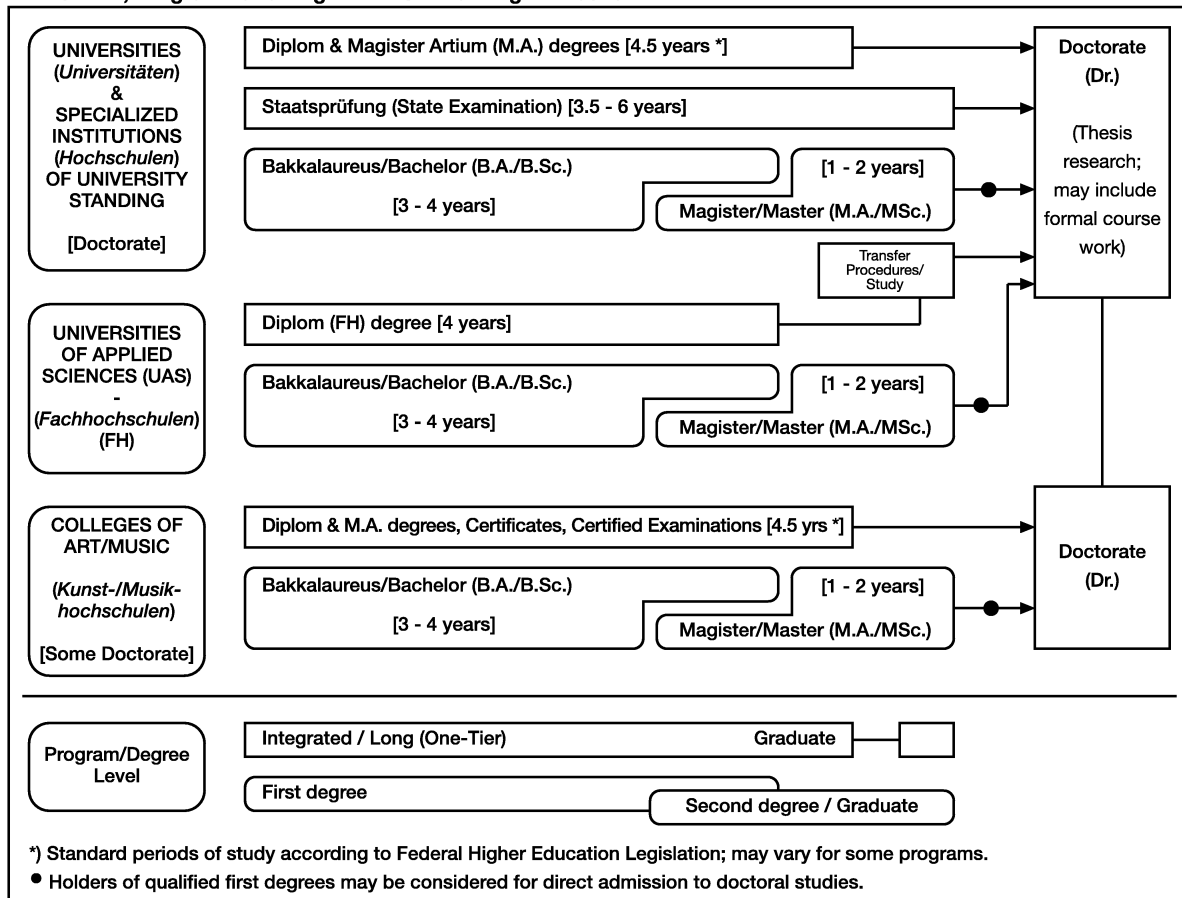 UNIVERSITIES
(Universitäten)
&
SPECIALIZED
INSTITUTIONS
(Hochschulen)
OF UNIVERSITY
STANDING
[Doctorate]
Diplom & Magister Artium (M.A.) degrees [4.5 years *]
Staatsprüfung (State Examination) [3.5 - 6 years]
Bakkalaureus/Bachelor (B.A./B.Sc.)
[3 - 4 years]
[1 - 2 years]
Magister/Master (M.A./MSc.)
Transfer
Procedures/
Study
Doctorate
(Dr.)
(Thesis
research;
may include
formal course
work)
UNIVERSITIES
OF APPLIED
SCIENCES (UAS)
-
(Fachhochschulen)
(FH)
Diplom (FH) degree [4 years]
Bakkalaureus/Bachelor (B.A./B.Sc.)
[3 - 4 years]
[1 - 2 years]
Magister/Master (M.A./MSc.)
COLLEGES OF
ART/MUSIC
(Kunst-/Musik-
hochschulen)
[Some Doctorate]
Diplom & M.A. degrees, Certificates, Certified Examinations [4.5 yrs *]
Bakkalaureus/Bachelor (B.A./B.Sc.)
[3 - 4 years]
[1 - 2 years]
Magister/Master (M.A./MSc.)
Doctorate
(Dr.)
Program/Degree
Level
Integrated / Long (One-Tier) Graduate
First degree
Second degree / Graduate
*) Standard periods of study according to Federal Higher Education Legislation; may vary for some programs.
● Holders of qualified first degrees may be considered for direct admission to doctoral studies.